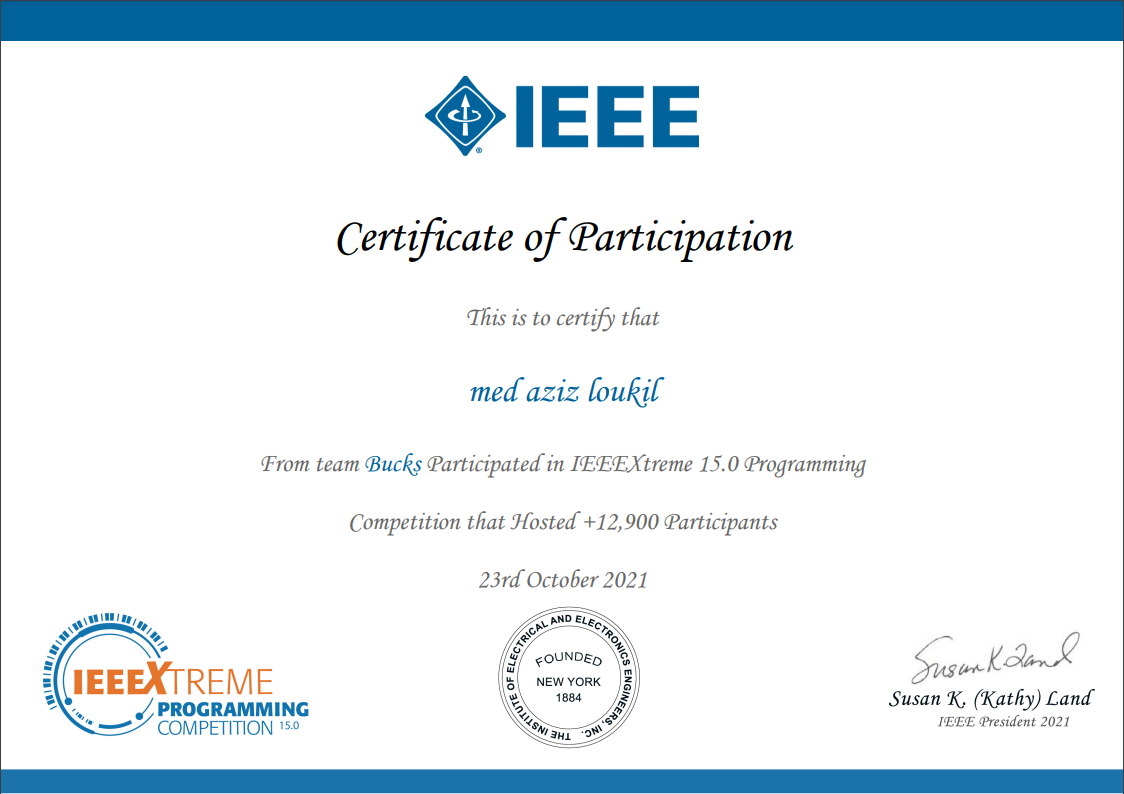 IEEE
®
Certificate of Participation
This is to certify that
med aziz loukil
From team Bucks Participated in IEEEXtreme 15.0 Programming
Competition that Hosted +12,900 Participants
23rd October 2021
IEEEXTREME
PROGRAMMING
COMPETITION 15.0
THE INSTITUTE OF ELECTRICAL AND ELECTRONICS ENGINEERS, INC.
FOUNDED
NEW YORK
1884
Susan K Land
Susan K. (Kathy) Land
IEEE President 2021